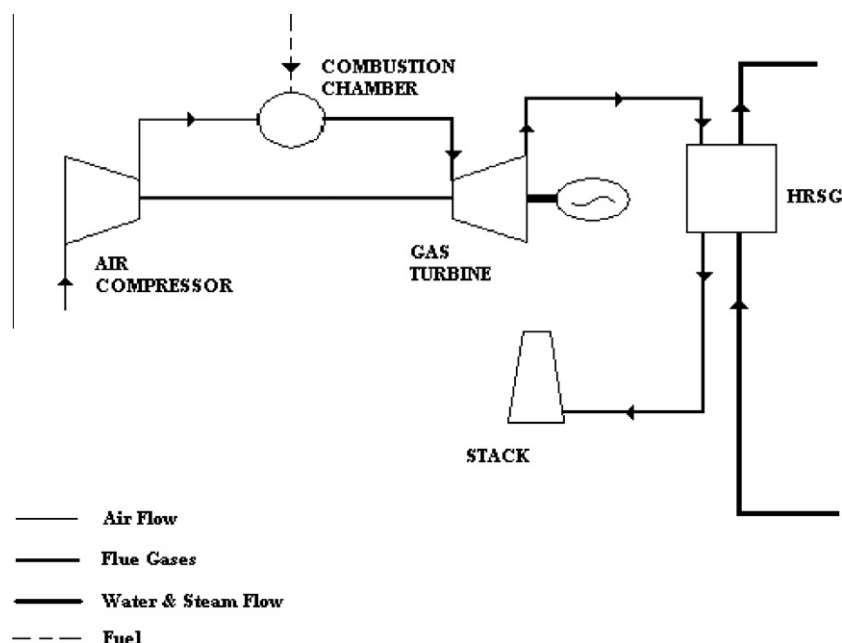 COMBUSTION
CHAMBER
HRSG
AIR
COMPRESSOR
GAS
TURBINE
STACK
Air Flow
Flue Gases
Water & Steam Flow
Fuel